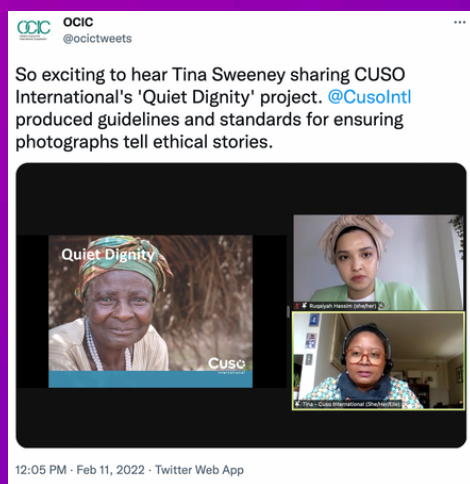 OCIC
OCIC
@ocictweets
So exciting to hear Tina Sweeney sharing CUSO
International's 'Quiet Dignity' project. @CusoIntl
produced guidelines and standards for ensuring
photographs tell ethical stories.
Quiet Dignity
Cuso
international
Ruqaiyah Hassim (she/her)
Tina - Cuso International (She/Her/Elle)
12:05 PM · Feb 11, 2022 · Twitter Web App